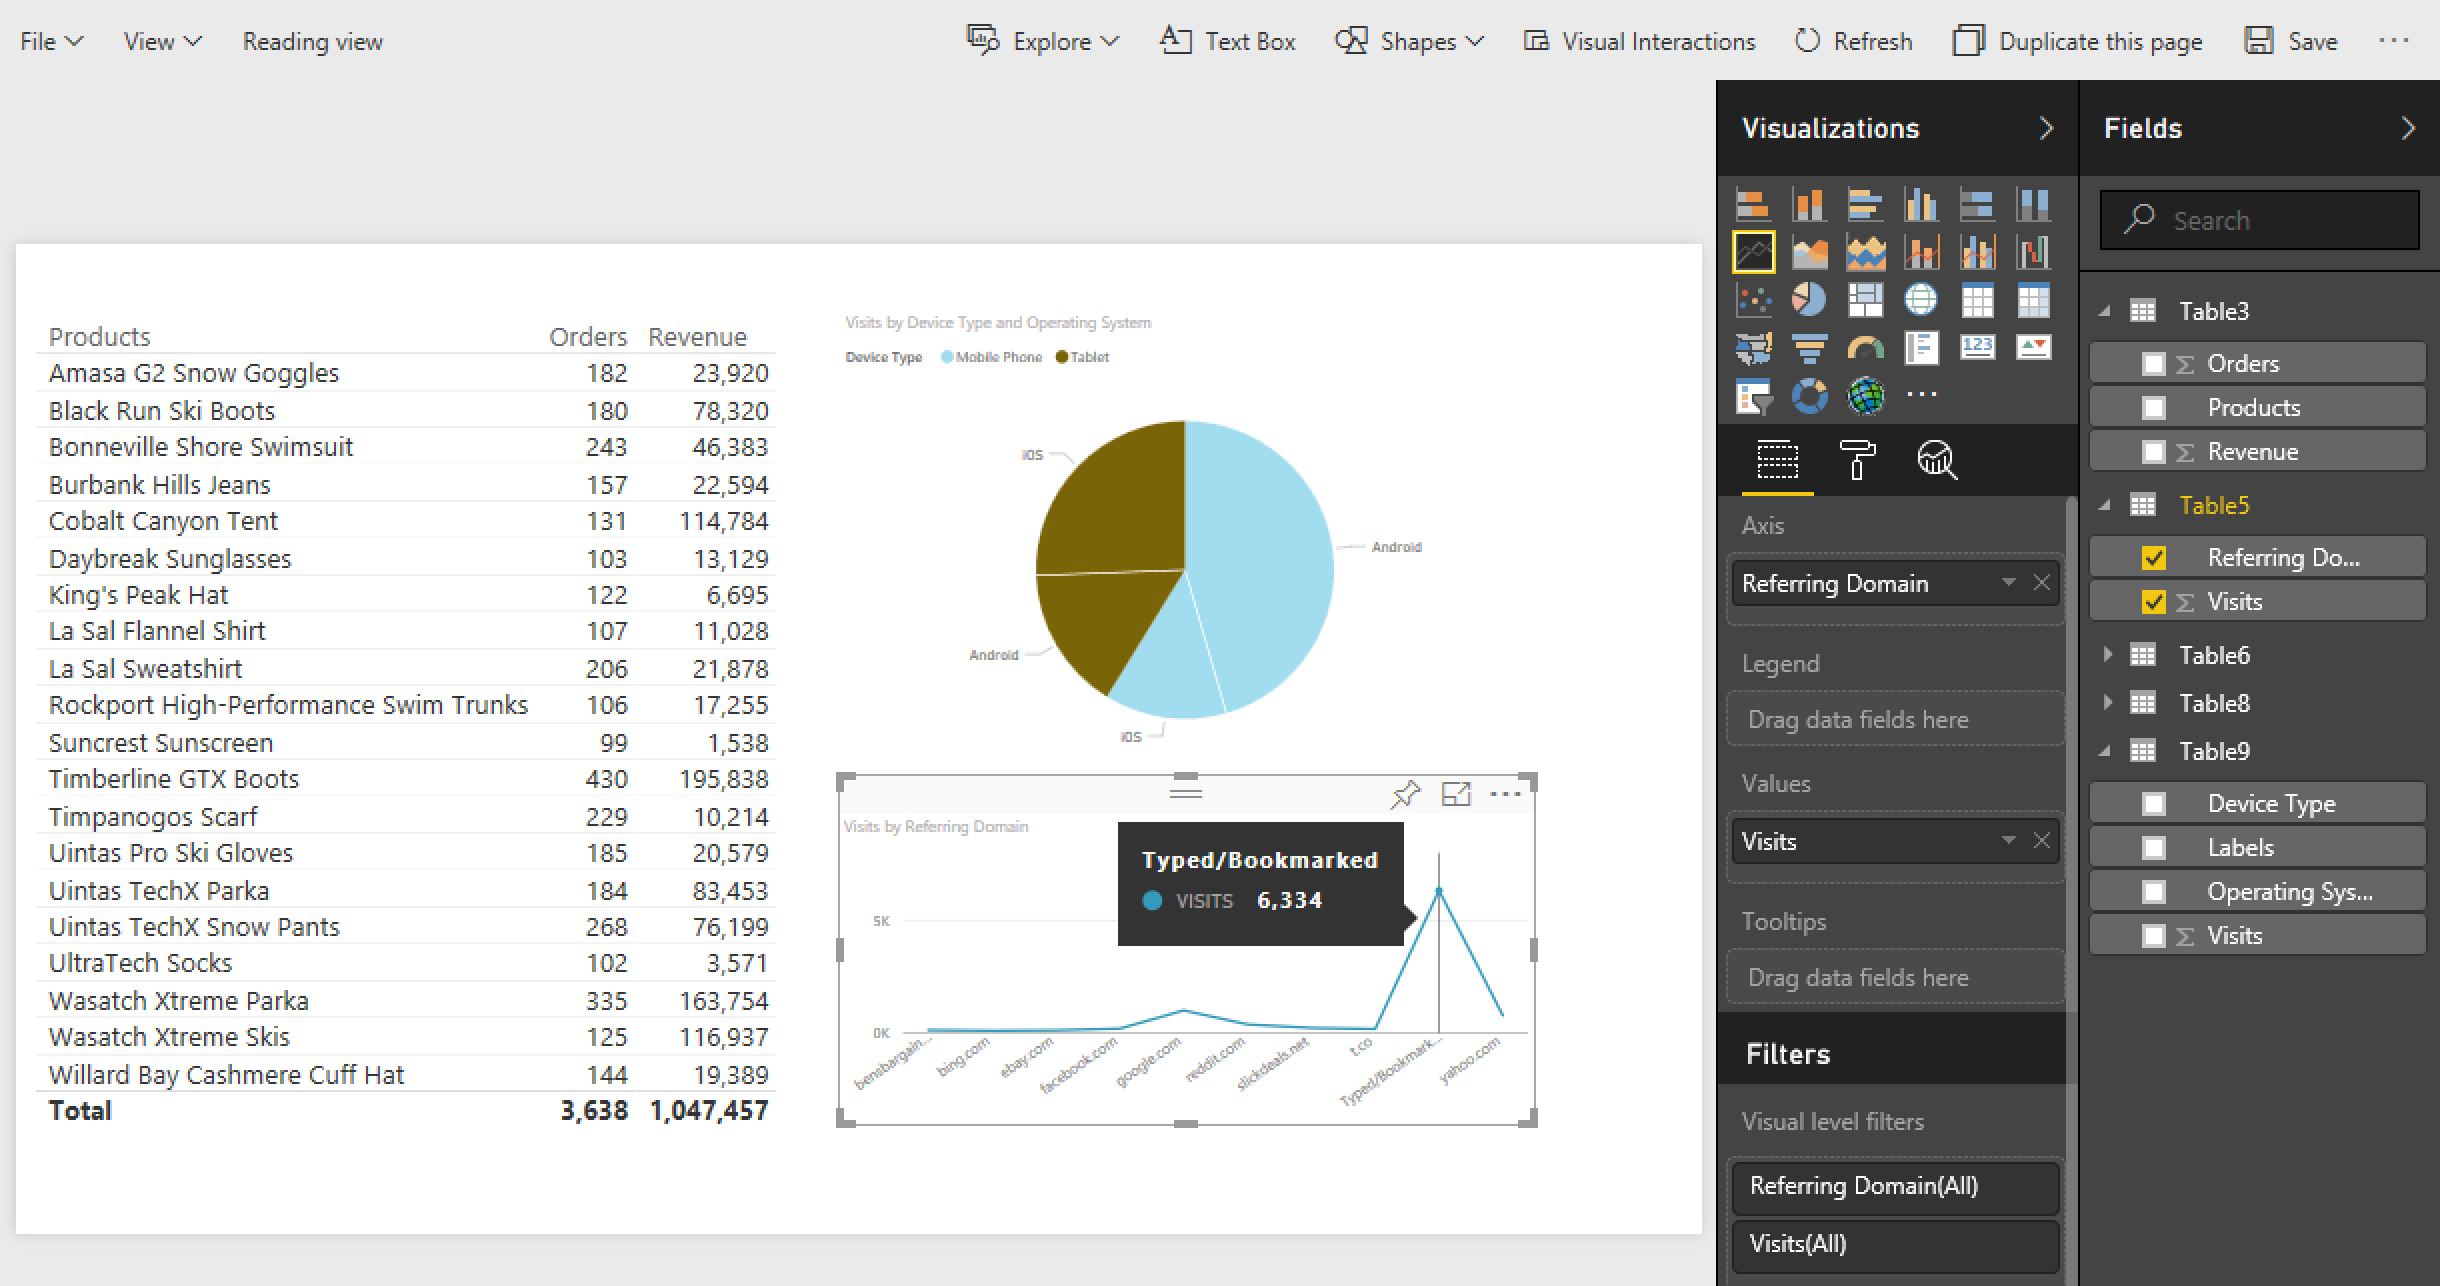 File View Reading view Explore Text Box Shapes Visual Interactions Refresh Duplicate this page Save
Products Orders Revenue
Amasa G2 Snow Goggles 182 23,920
Black Run Ski Boots 180 78,320
Bonneville Shore Swimsuit 243 46,383
Burbank Hills Jeans 157 22,594
Cobalt Canyon Tent 131 114,784
Daybreak Sunglasses 103 13,129
King's Peak Hat 122 6,695
La Sal Flannel Shirt 107 11,028
La Sal Sweatshirt 206 21,878
Rockport High-Performance Swim Trunks 106 17,255
Suncrest Sunscreen 99 1,538
Timberline GTX Boots 430 195,838
Timpanogos Scarf 229 10,214
Uintas Pro Ski Gloves 185 20,579
Uintas TechX Parka 184 83,453
Uintas TechX Snow Pants 268 76,199
UltraTech Socks 102 3,571
Wasatch Xtreme Parka 335 163,754
Wasatch Xtreme Skis 125 116,937
Willard Bay Cashmere Cuff Hat 144 19,389
Total 3,638 1,047,457
Visits by Device Type and Operating System
Device Type Mobile Phone Tablet
iOS
Android
Android
iOS
Visits by Referring Domain
Typed/Bookmarked
VISITS 6,334
5K
0K
bensbargain... bing.com ebay.com facebook.com google.com reddit.com slickdeals.net t.co Typed/Bookmark... yahoo.com
Visualizations
123
Axis
Referring Domain
Legend
Drag data fields here
Values
Visits
Tooltips
Drag data fields here
Filters
Visual level filters
Referring Domain(All)
Visits(All)
Fields
Search
Table3
Σ Orders
Products
Σ Revenue
Table5
Referring Do...
Σ Visits
Table6
Table8
Table9
Device Type
Labels
Operating Sys...
Σ Visits